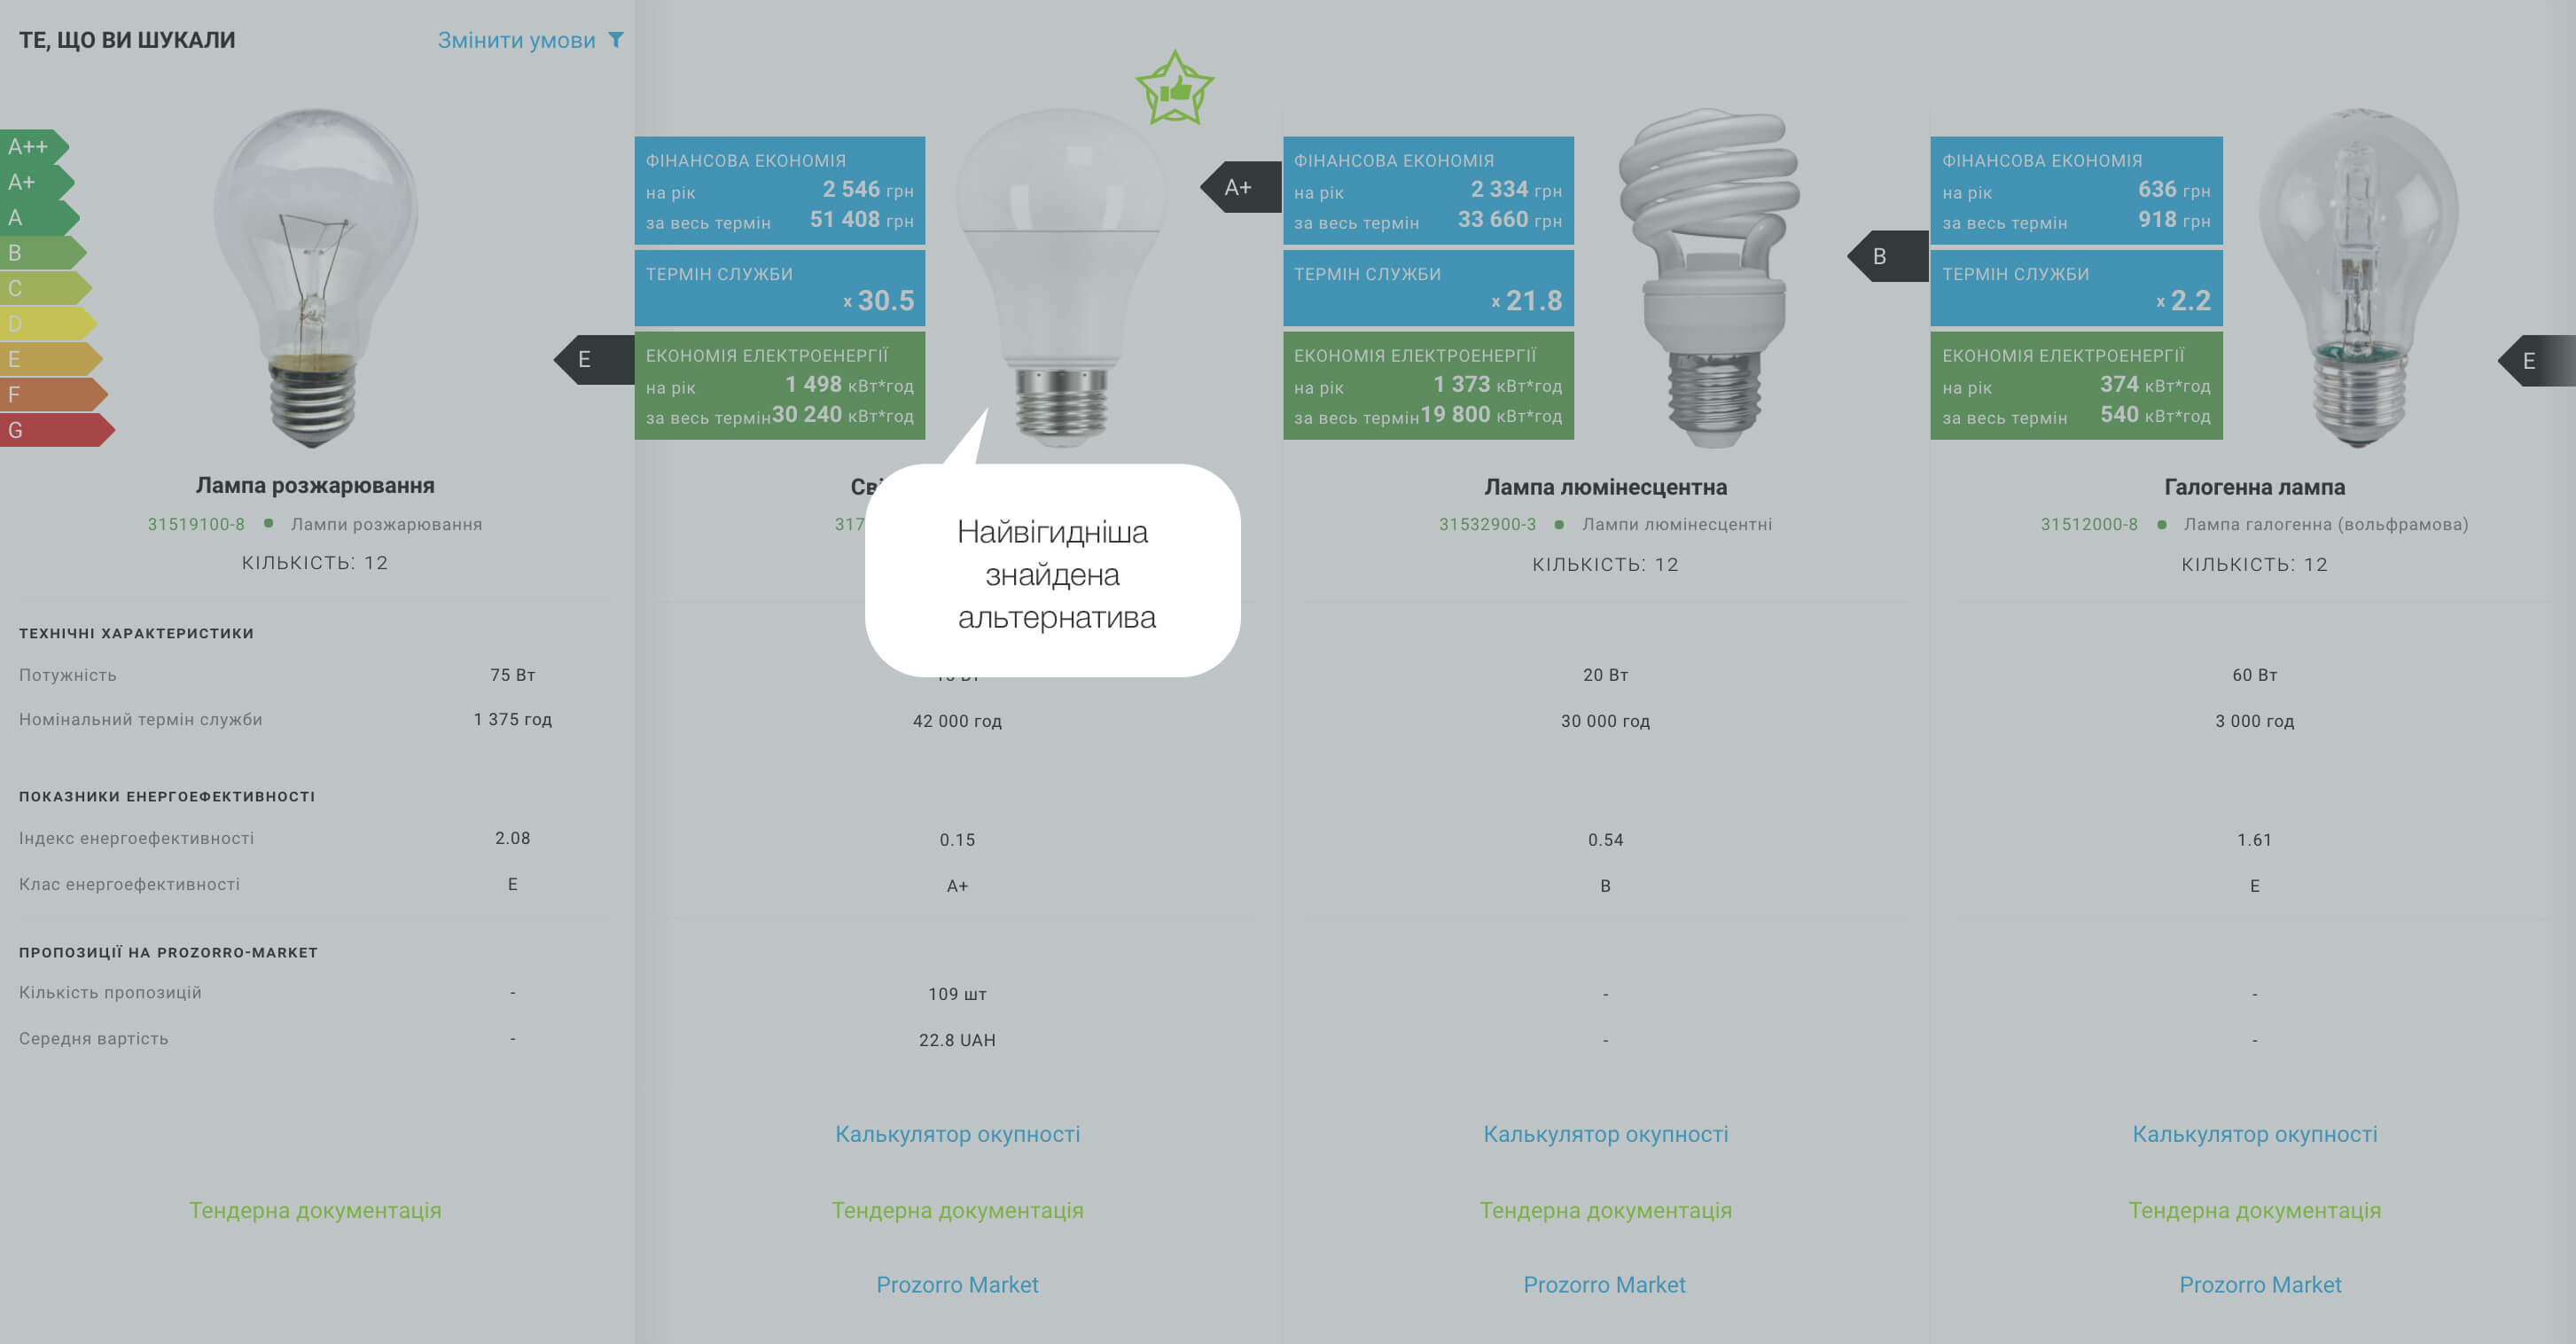 ТЕ, ЩО ВИ ШУКАЛИ
Змінити умови
A++
A+
A
B
C
D
E
F
G
E
Лампа розжарювання
31519100-8 ● Лампи розжарювання
КІЛЬКІСТЬ: 12
ТЕХНІЧНІ ХАРАКТЕРИСТИКИ
Потужність 75 Вт
Номінальний термін служби 1 375 год
ПОКАЗНИКИ ЕНЕРГОЕФЕКТИВНОСТІ
Індекс енергоефективності 2.08
Клас енергоефективності E
ПРОПОЗИЦІЇ НА PROZORRO-MARKET
Кількість пропозицій -
Середня вартість -
Тендерна документація
ФІНАНСОВА ЕКОНОМІЯ
на рік 2 546 грн
за весь термін 51 408 грн
ТЕРМІН СЛУЖБИ
x 30.5
ЕКОНОМІЯ ЕЛЕКТРОЕНЕРГІЇ
на рік 1 498 кВт*год
за весь термін 30 240 кВт*год
A+
Найвігидніша
знайдена
альтернатива
42 000 год
0.15
A+
109 шт
22.8 UAH
Калькулятор окупності
Тендерна документація
Prozorro Market
ФІНАНСОВА ЕКОНОМІЯ
на рік 2 334 грн
за весь термін 33 660 грн
ТЕРМІН СЛУЖБИ
x 21.8
ЕКОНОМІЯ ЕЛЕКТРОЕНЕРГІЇ
на рік 1 373 кВт*год
за весь термін 19 800 кВт*год
B
Лампа люмінесцентна
31532900-3 ● Лампи люмінесцентні
КІЛЬКІСТЬ: 12
20 Вт
30 000 год
0.54
B
-
-
Калькулятор окупності
Тендерна документація
Prozorro Market
ФІНАНСОВА ЕКОНОМІЯ
на рік 636 грн
за весь термін 918 грн
ТЕРМІН СЛУЖБИ
x 2.2
ЕКОНОМІЯ ЕЛЕКТРОЕНЕРГІЇ
на рік 374 кВт*год
за весь термін 540 кВт*год
E
Галогенна лампа
31512000-8 ● Лампа галогенна (вольфрамова)
КІЛЬКІСТЬ: 12
60 Вт
3 000 год
1.61
E
-
-
Калькулятор окупності
Тендерна документація
Prozorro Market